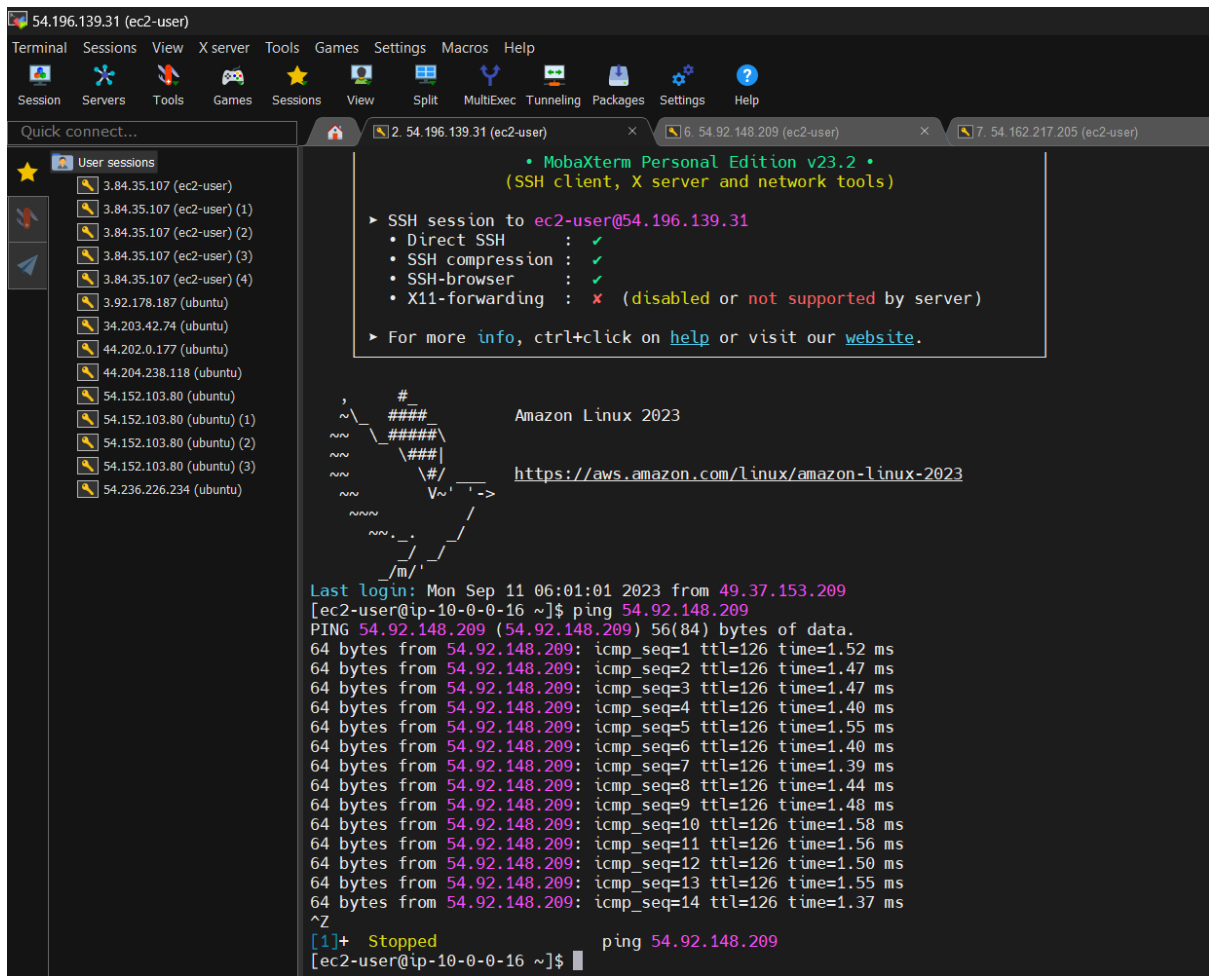 54.196.139.31 (ec2-user)
Terminal Sessions View X server Tools Games Settings Macros Help
Session Servers Tools Games Sessions View Split MultiExec Tunneling Packages Settings Help
Quick connect...
2. 54.196.139.31 (ec2-user) × 6. 54.92.148.209 (ec2-user) × 7. 54.162.217.205 (ec2-user)
User sessions
3.84.35.107 (ec2-user)
3.84.35.107 (ec2-user) (1)
3.84.35.107 (ec2-user) (2)
3.84.35.107 (ec2-user) (3)
3.84.35.107 (ec2-user) (4)
3.92.178.187 (ubuntu)
34.203.42.74 (ubuntu)
44.202.0.177 (ubuntu)
44.204.238.118 (ubuntu)
54.152.103.80 (ubuntu)
54.152.103.80 (ubuntu) (1)
54.152.103.80 (ubuntu) (2)
54.152.103.80 (ubuntu) (3)
54.236.226.234 (ubuntu)
• MobaXterm Personal Edition v23.2 •
(SSH client, X server and network tools)
➤ SSH session to ec2-user@54.196.139.31
• Direct SSH : ✔
• SSH compression : ✔
• SSH-browser : ✔
• X11-forwarding : ✘ (disabled or not supported by server)
➤ For more info, ctrl+click on help or visit our website.
   ,     #_
   ~\_  ####_        Amazon Linux 2023
  ~~  \_#####\
  ~~     \###|
  ~~       \#/ ___   https://aws.amazon.com/linux/amazon-linux-2023
   ~~       V~' '->
    ~~~         /
      ~~._.   _/
         _/ _/
       _/m/'
Last login: Mon Sep 11 06:01:01 2023 from 49.37.153.209
[ec2-user@ip-10-0-0-16 ~]$ ping 54.92.148.209
PING 54.92.148.209 (54.92.148.209) 56(84) bytes of data.
64 bytes from 54.92.148.209: icmp_seq=1 ttl=126 time=1.52 ms
64 bytes from 54.92.148.209: icmp_seq=2 ttl=126 time=1.47 ms
64 bytes from 54.92.148.209: icmp_seq=3 ttl=126 time=1.47 ms
64 bytes from 54.92.148.209: icmp_seq=4 ttl=126 time=1.40 ms
64 bytes from 54.92.148.209: icmp_seq=5 ttl=126 time=1.55 ms
64 bytes from 54.92.148.209: icmp_seq=6 ttl=126 time=1.40 ms
64 bytes from 54.92.148.209: icmp_seq=7 ttl=126 time=1.39 ms
64 bytes from 54.92.148.209: icmp_seq=8 ttl=126 time=1.44 ms
64 bytes from 54.92.148.209: icmp_seq=9 ttl=126 time=1.48 ms
64 bytes from 54.92.148.209: icmp_seq=10 ttl=126 time=1.58 ms
64 bytes from 54.92.148.209: icmp_seq=11 ttl=126 time=1.56 ms
64 bytes from 54.92.148.209: icmp_seq=12 ttl=126 time=1.50 ms
64 bytes from 54.92.148.209: icmp_seq=13 ttl=126 time=1.55 ms
64 bytes from 54.92.148.209: icmp_seq=14 ttl=126 time=1.37 ms
^Z
[1]+  Stopped                 ping 54.92.148.209
[ec2-user@ip-10-0-0-16 ~]$